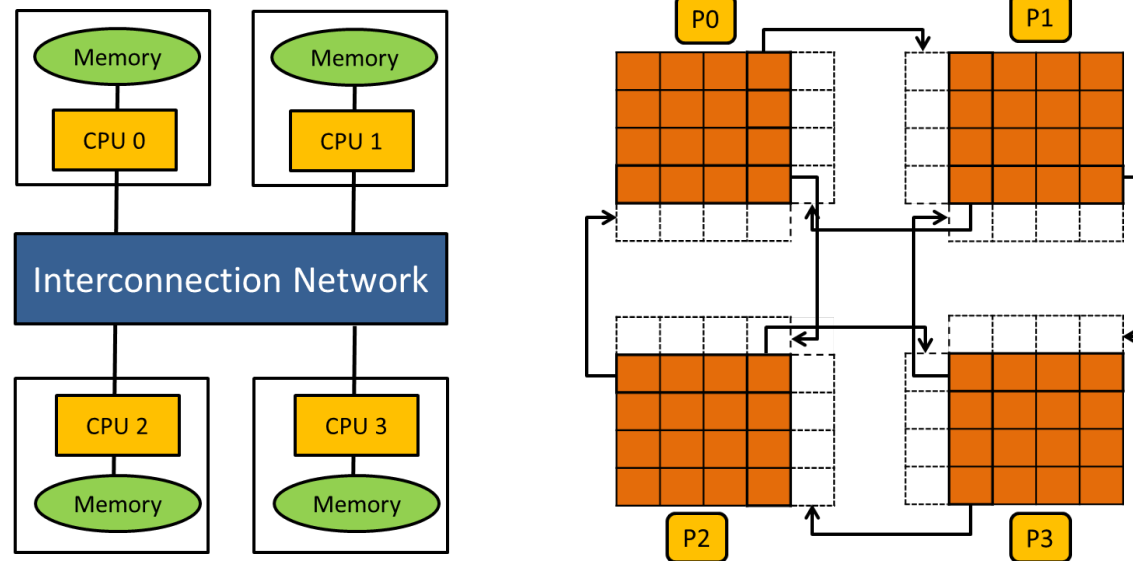 Memory
Memory
CPU 0
CPU 1
Interconnection Network
CPU 2
CPU 3
Memory
Memory
P0
P1
P2
P3